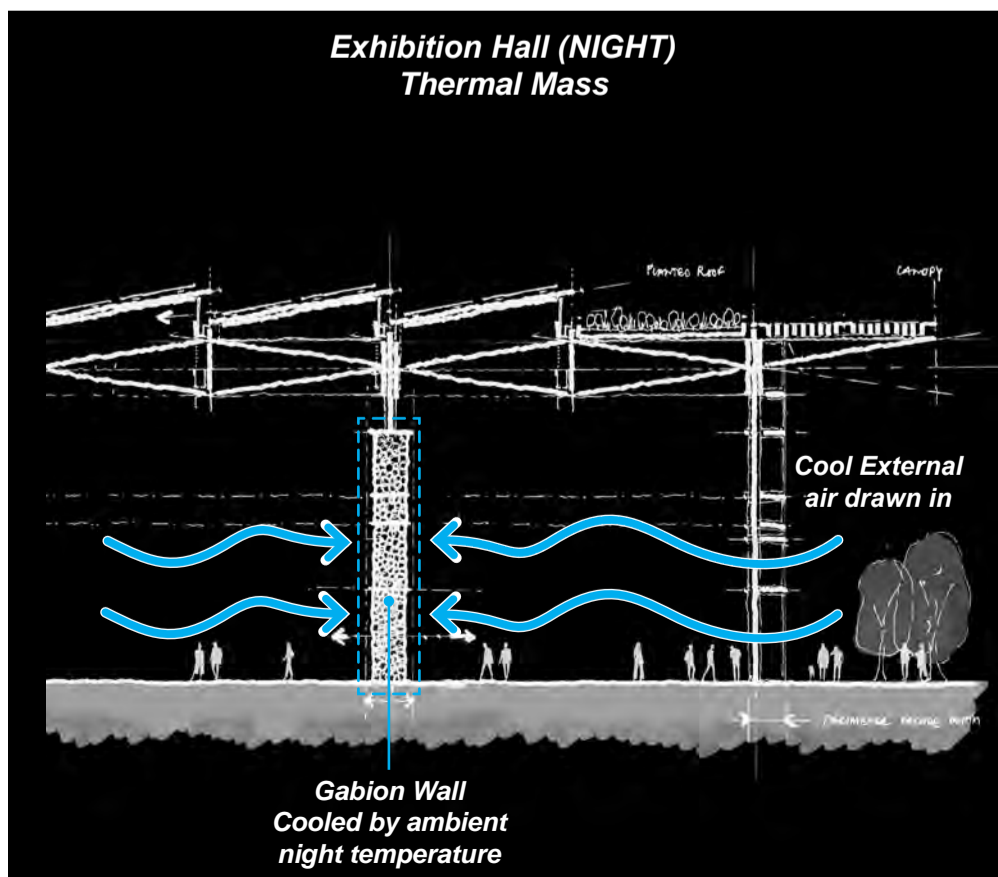 Exhibition Hall (NIGHT)
Thermal Mass
PLANTED ROOF
CANOPY
Cool External
air drawn in
Gabion Wall
Cooled by ambient
night temperature